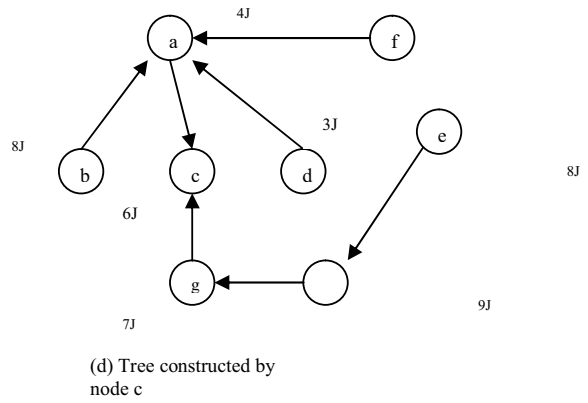 4J
a
f
3J
e
8J
b
c
d
8J
6J
g
9J
7J
(d) Tree constructed by
node c